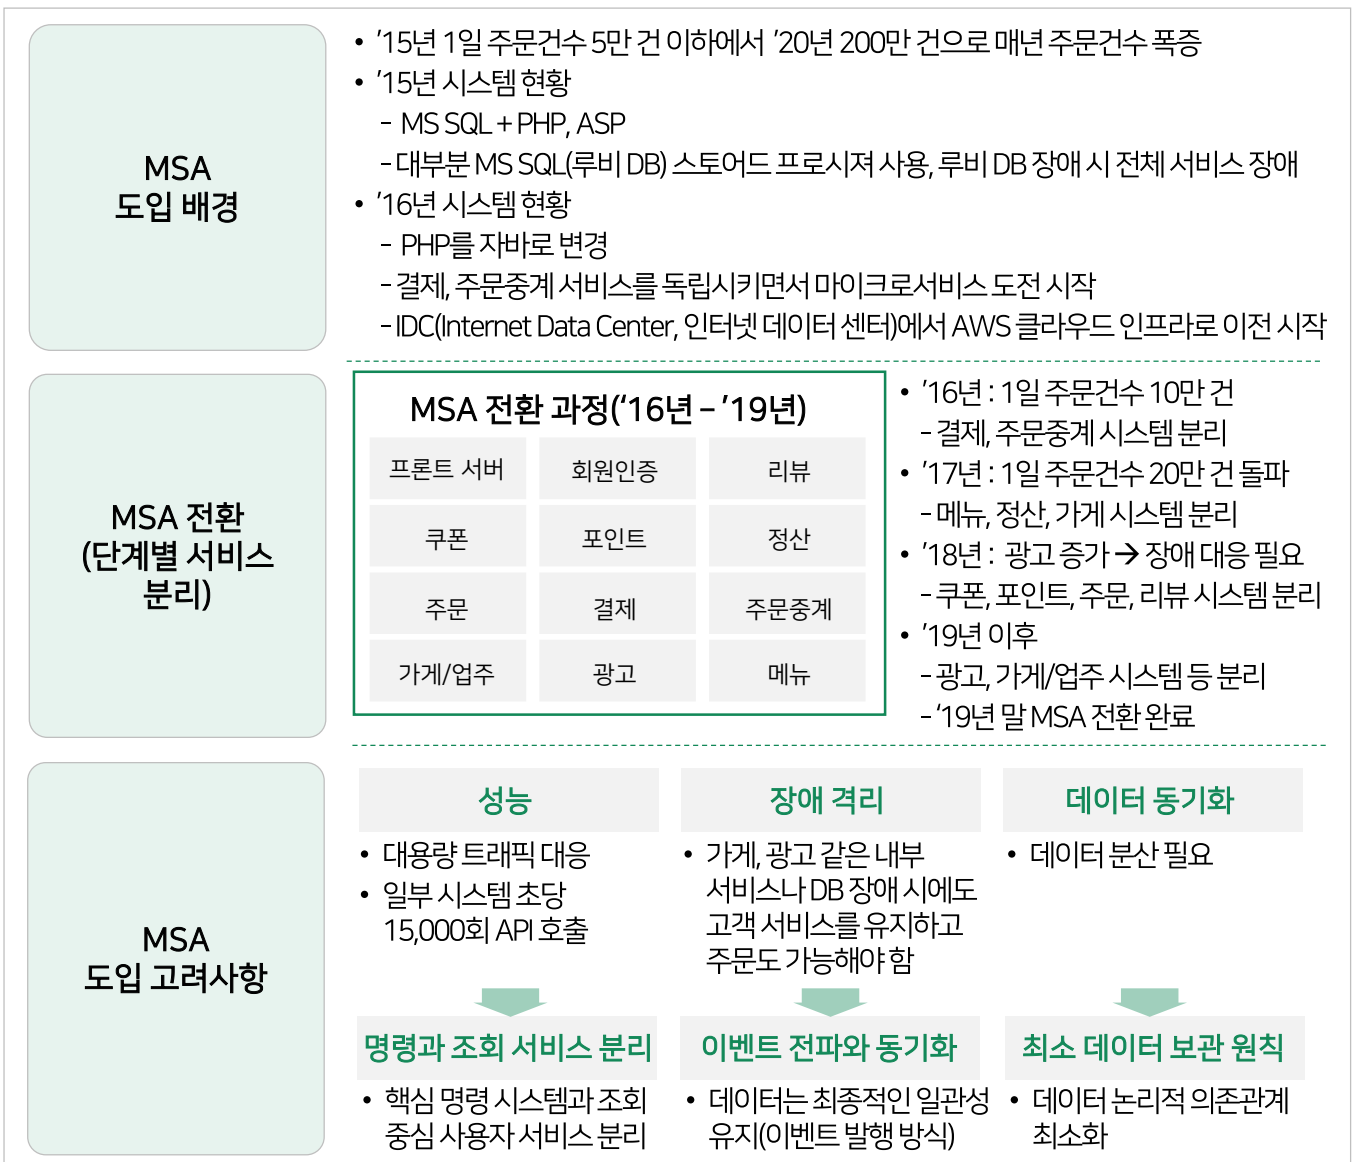 MSA
도입 배경
• ’15년 1일 주문건수 5만 건 이하에서 ’20년 200만 건으로 매년 주문건수 폭증
• ’15년 시스템 현황
- MS SQL + PHP, ASP
- 대부분 MS SQL(루비 DB) 스토어드 프로시져 사용, 루비 DB 장애 시 전체 서비스 장애
• ’16년 시스템 현황
- PHP를 자바로 변경
- 결제, 주문중계 서비스를 독립시키면서 마이크로서비스 도전 시작
- IDC(Internet Data Center, 인터넷 데이터 센터)에서 AWS 클라우드 인프라로 이전 시작
MSA 전환
(단계별 서비스
분리)
MSA 전환 과정(‘16년 – ’19년)
프론트 서버 회원인증 리뷰
쿠폰 포인트 정산
주문 결제 주문중계
가게/업주 광고 메뉴
• ’16년 : 1일 주문건수 10만 건
- 결제, 주문중계 시스템 분리
• ’17년 : 1일 주문건수 20만 건 돌파
- 메뉴, 정산, 가게 시스템 분리
• ’18년 : 광고 증가 → 장애 대응 필요
- 쿠폰, 포인트, 주문, 리뷰 시스템 분리
• ’19년 이후
- 광고, 가게/업주 시스템 등 분리
- ‘19년 말 MSA 전환 완료
MSA
도입 고려사항
성능
• 대용량 트래픽 대응
• 일부 시스템 초당
15,000회 API 호출
명령과 조회 서비스 분리
• 핵심 명령 시스템과 조회
중심 사용자 서비스 분리
장애 격리
• 가게, 광고 같은 내부
서비스나 DB 장애 시에도
고객 서비스를 유지하고
주문도 가능해야 함
이벤트 전파와 동기화
• 데이터는 최종적인 일관성
유지(이벤트 발행 방식)
데이터 동기화
• 데이터 분산 필요
최소 데이터 보관 원칙
• 데이터 논리적 의존관계
최소화